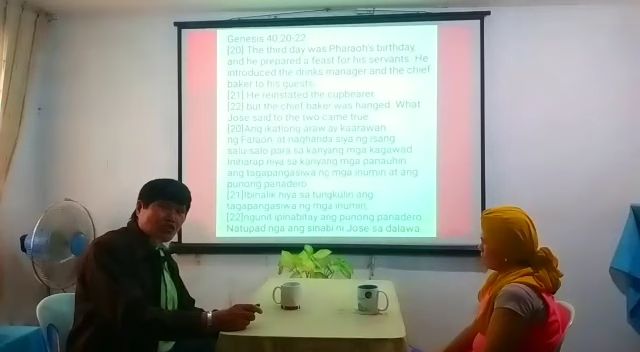 Genesis 40:20-22
[20] The third day was Pharaoh's birthday,
and he prepared a feast for his servants. He
introduced the drinks manager and the chief
baker to his guests;
[21] He reinstated the cupbearer,
[22] but the chief baker was hanged. What
Jose said to the two came true.
[20]Ang ikatlong araw ay kaarawan
ng Faraon, at naghanda siya ng isang
salu-salo para sa kanyang mga kagawad.
Iniharap niya sa kanyang mga panauhin
ang tagapangasiwa ng mga inumin at ang
punong panadero.
[21]Ibinalik niya sa tungkulin ang
tagapangasiwa ng mga inumin,
[22]ngunit ipinabitay ang punong panadero.
Natupad nga ang sinabi ni Jose sa dalawa.